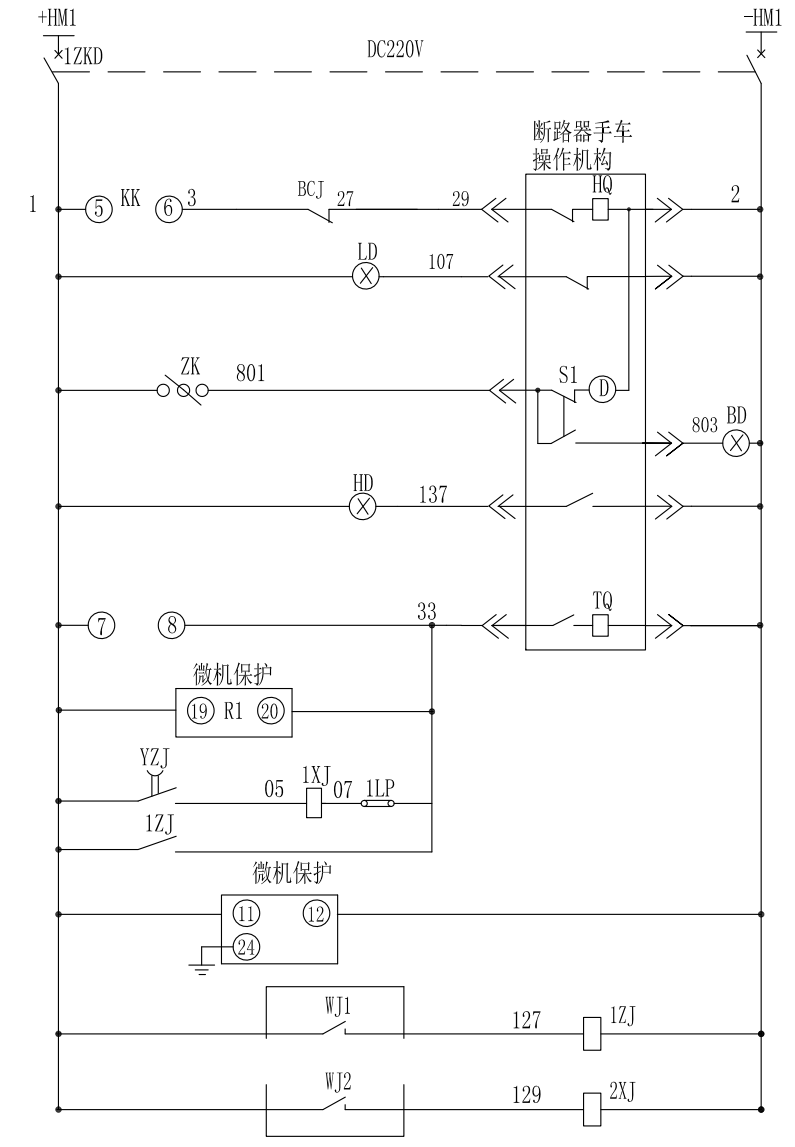 +HM1
-HM1
1ZKD
DC220V
断路器手车
操作机构
1
5
KK
6
3
BCJ
27
29
HQ
2
LD
107
ZK
801
S1
D
803
BD
HD
137
7
8
33
TQ
微机保护
19
R1
20
YZJ
05
1XJ
07
1LP
1ZJ
微机保护
11
12
24
WJ1
127
1ZJ
WJ2
129
2XJ